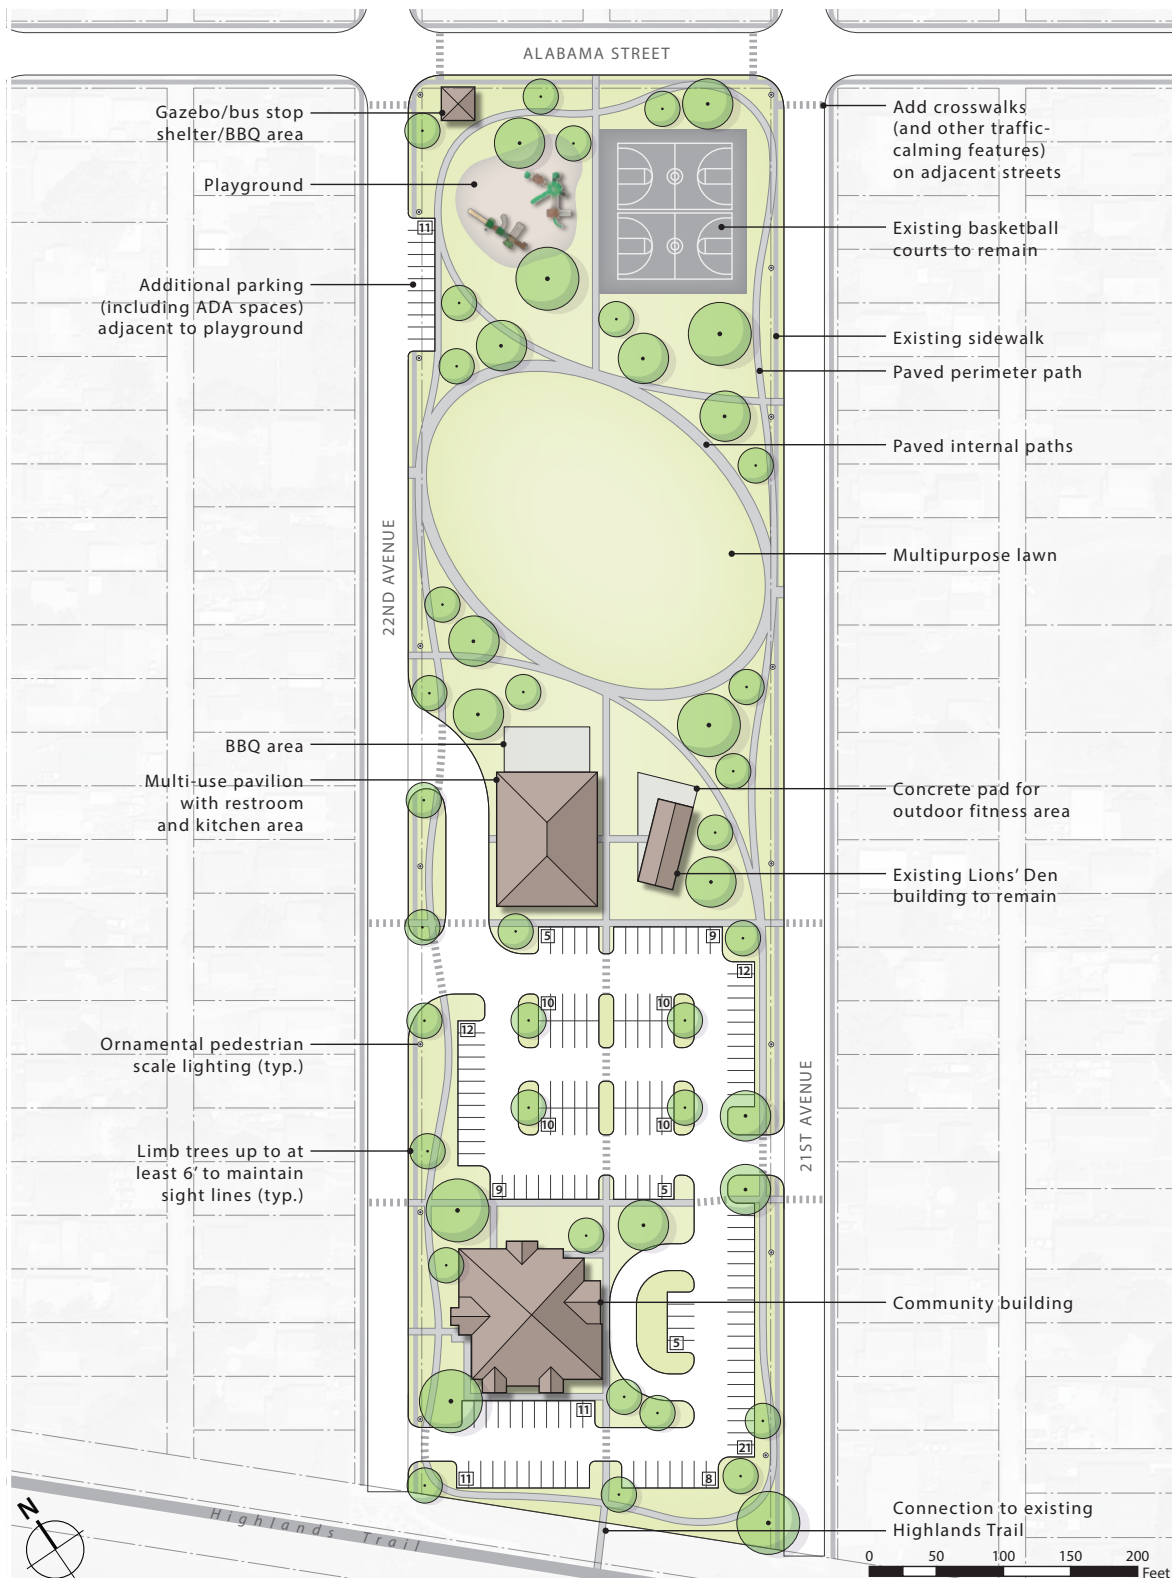 ALABAMA STREET
Gazebo/bus stop
shelter/BBQ area
Playground
11
Additional parking
(including ADA spaces)
adjacent to playground
Add crosswalks
(and other traffic-
calming features)
on adjacent streets
Existing basketball
courts to remain
Existing sidewalk
Paved perimeter path
Paved internal paths
22ND AVENUE
Multipurpose lawn
BBQ area
Multi-use pavilion
with restroom
and kitchen area
Concrete pad for
outdoor fitness area
Existing Lions' Den
building to remain
5
9
12
10
10
12
Ornamental pedestrian
scale lighting (typ.)
10
10
21ST AVENUE
Limb trees up to at
least 6' to maintain
sight lines (typ.)
9
5
Community building
5
11
21
11
8
N
Highlands Trail
Connection to existing
Highlands Trail
0 50 100 150 200
Feet